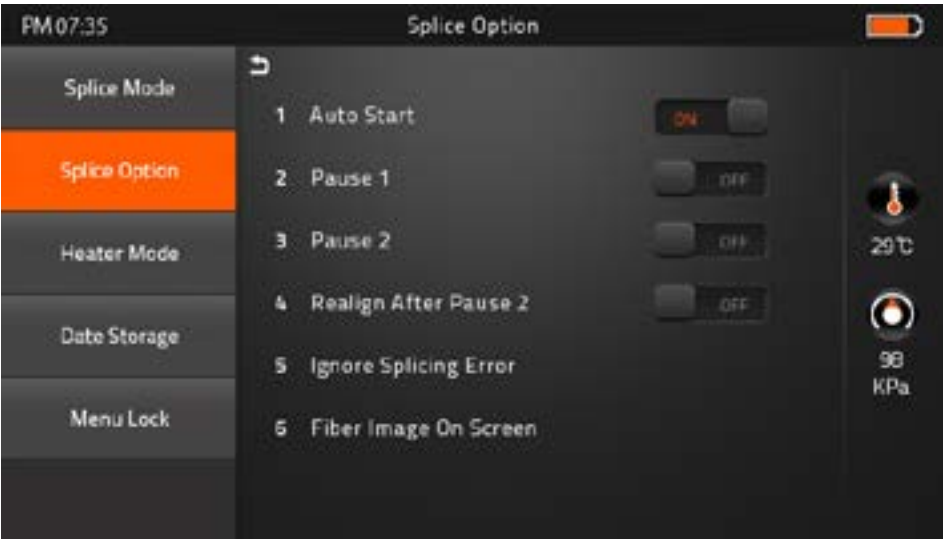 PM 07:35
Splice Option
Splice Mode
Splice Option
Heater Mode
Date Storage
Menu Lock
1 Auto Start ON
2 Pause 1 OFF
3 Pause 2 OFF
4 Realign After Pause 2 OFF
5 Ignore Splicing Error
6 Fiber Image On Screen
29℃
98
KPa